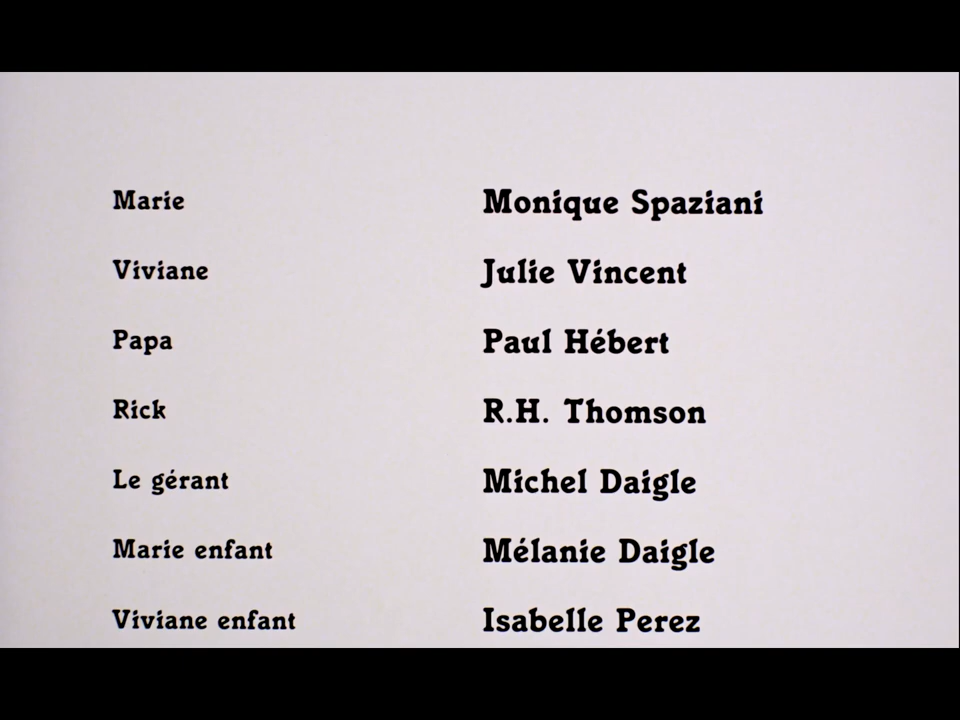 Marie Monique Spaziani
Viviane Julie Vincent
Papa Paul Hébert
Rick R.H. Thomson
Le gérant Michel Daigle
Marie enfant Mélanie Daigle
Viviane enfant Isabelle Perez